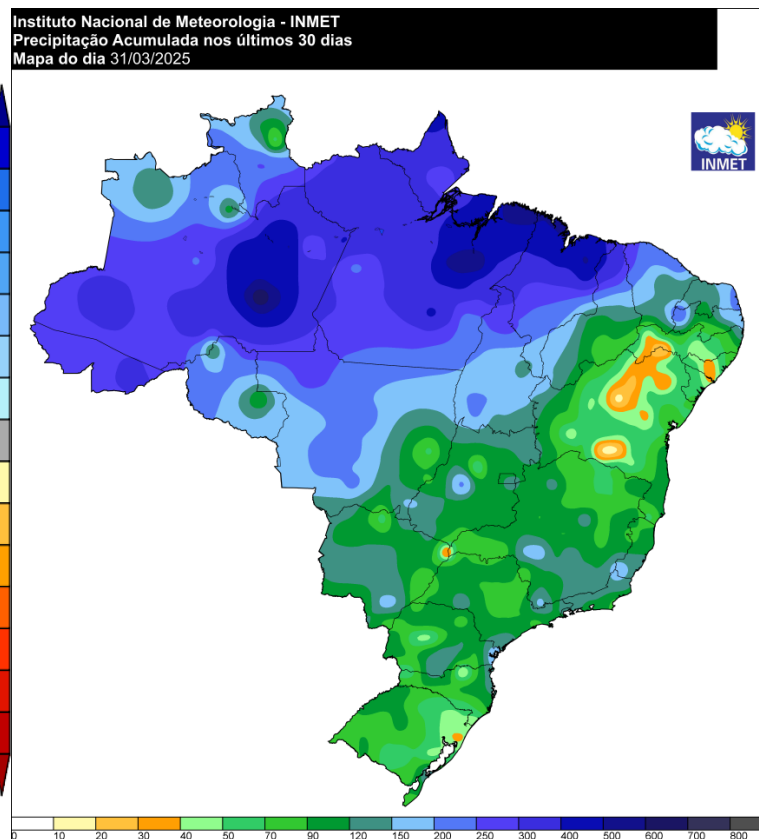 Instituto Nacional de Meteorologia - INMET
Precipitação Acumulada nos últimos 30 dias
Mapa do dia 31/03/2025
INMET
0 10 20 30 40 50 70 90 120 150 200 250 300 400 500 600 700 800